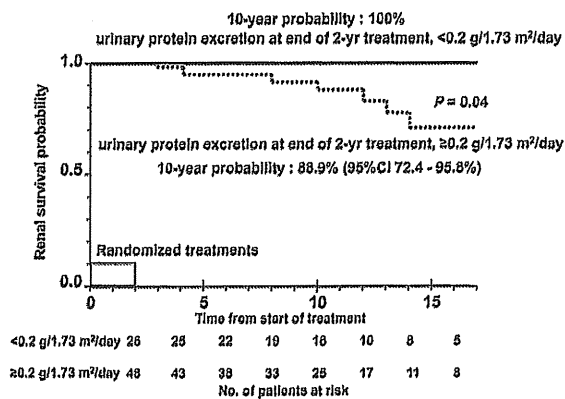 10-year probability : 100%
urinary protein excretion at end of 2-yr treatment, <0.2 g/1.73 m²/day
1.0
P = 0.04
urinary protein excretion at end of 2-yr treatment, ≥0.2 g/1.73 m²/day
10-year probability : 88.9% (95%CI 72.4 - 95.8%)
0.5
Renal survival probability
Randomized treatments
0.0
0 5 10 15
Time from start of treatment
<0.2 g/1.73 m²/day 26 25 22 19 16 10 8 5
≥0.2 g/1.73 m²/day 48 43 38 33 25 17 11 8
No. of patients at risk